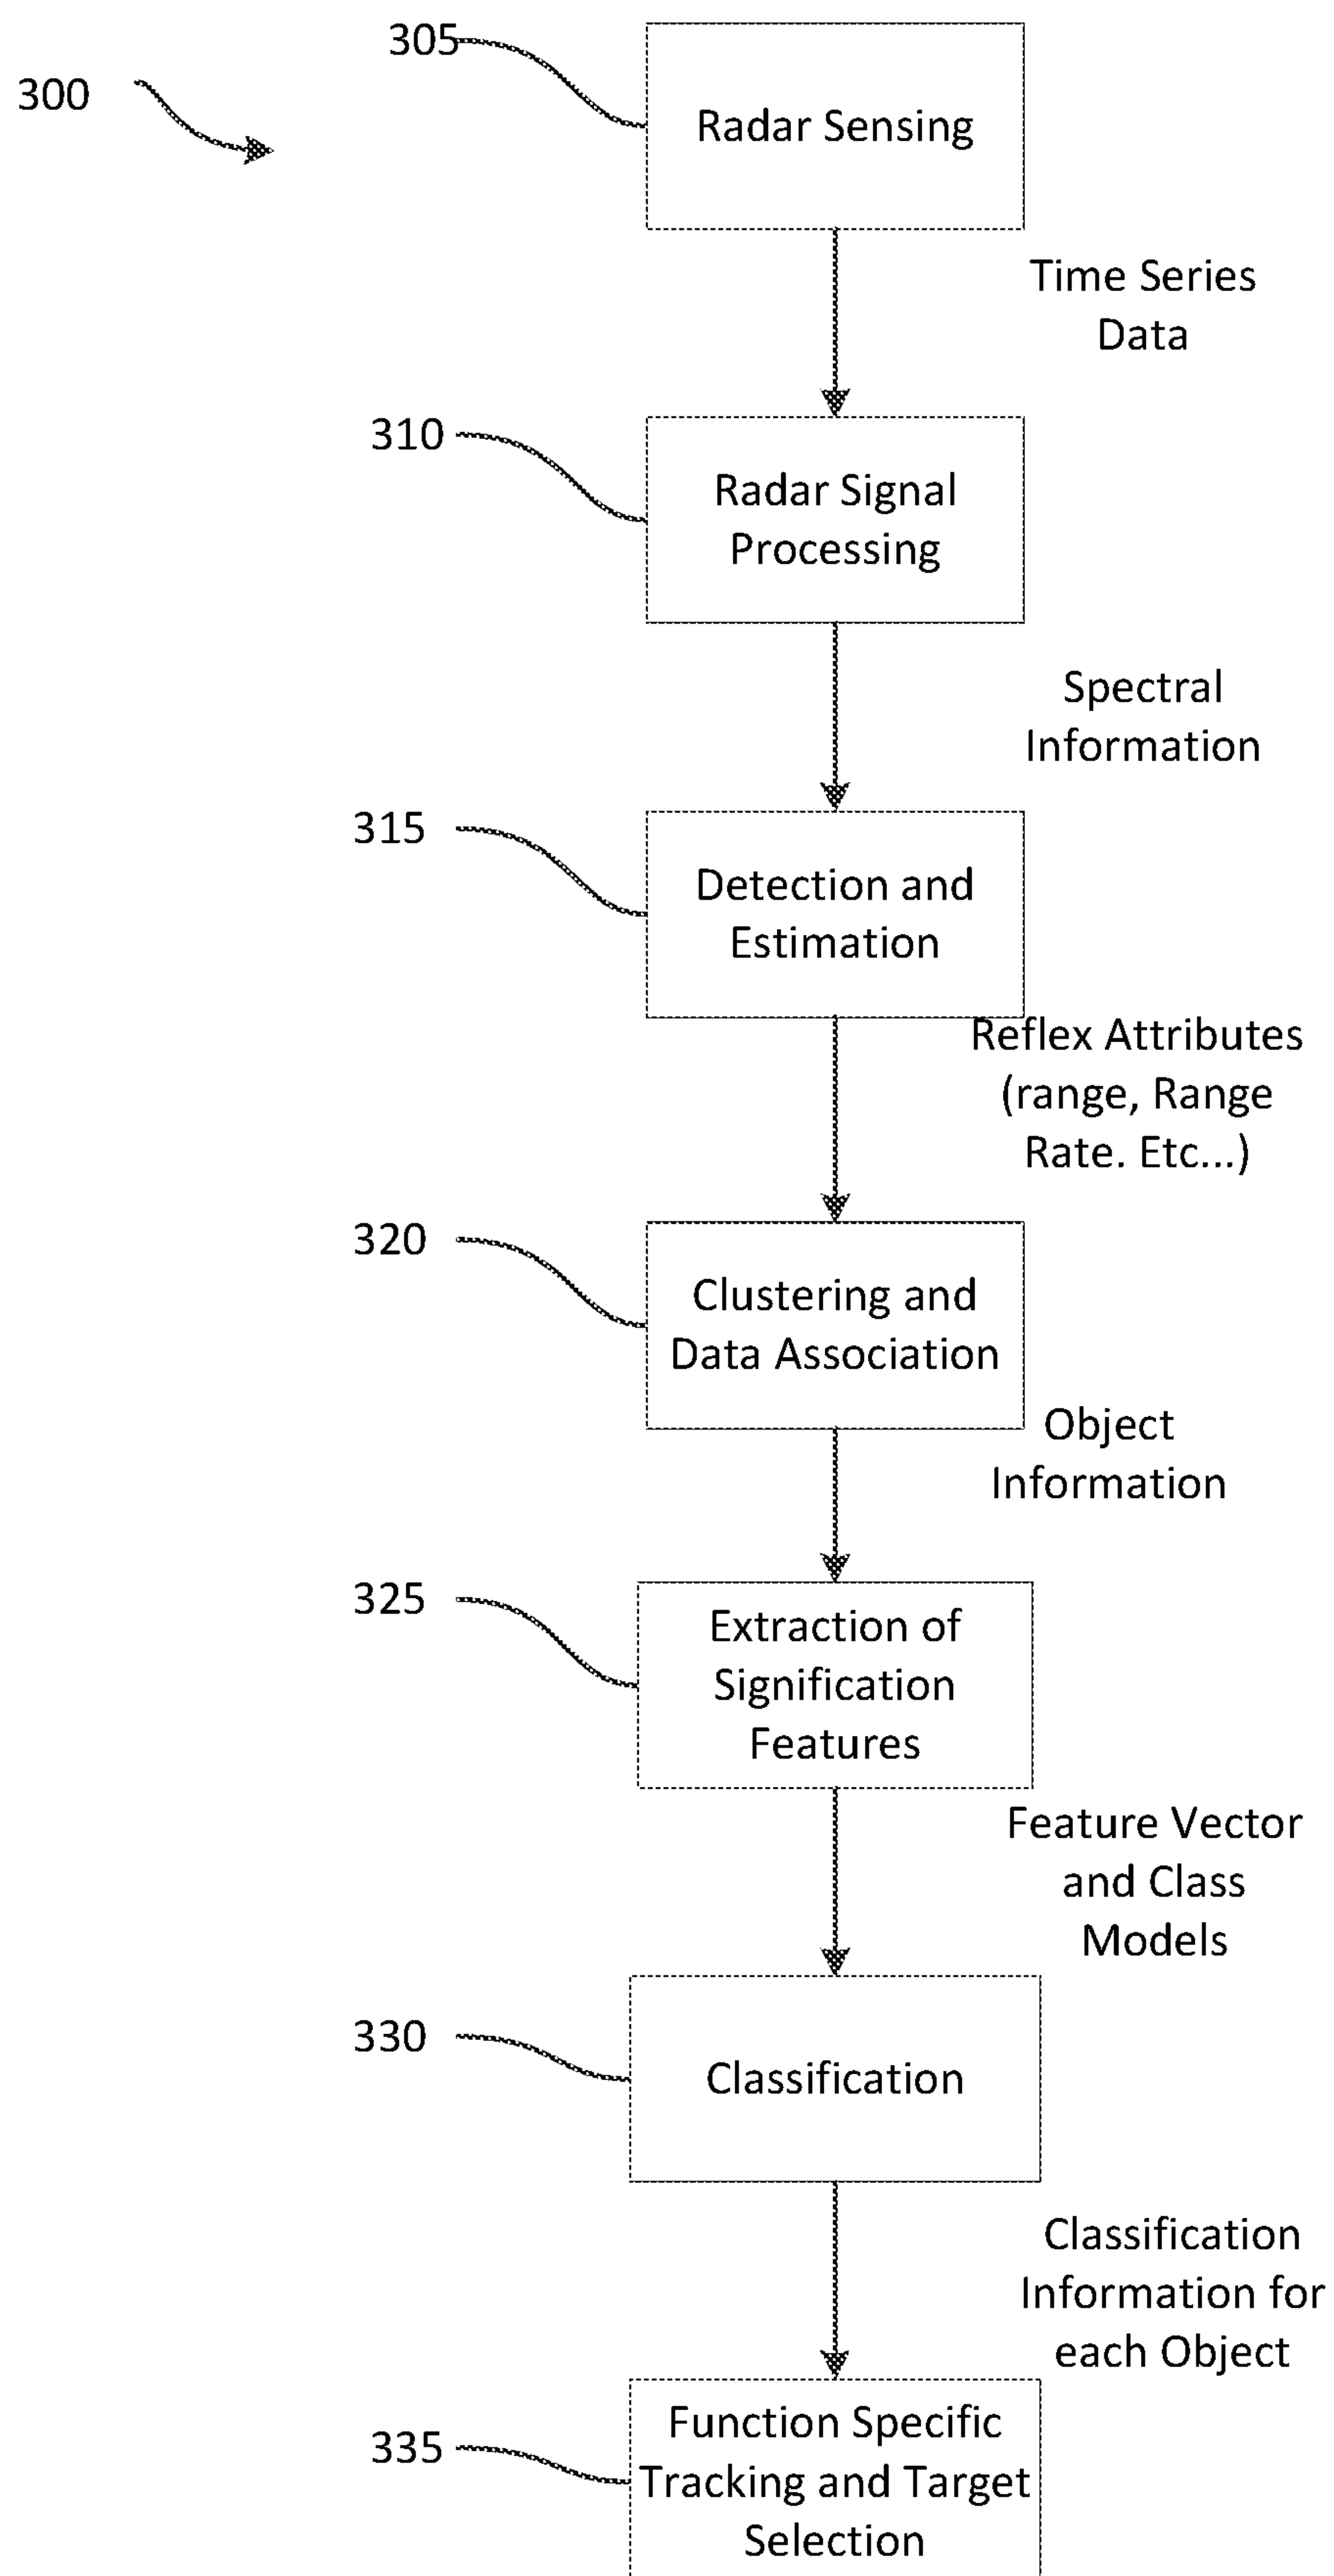 305
300
Radar Sensing
Time Series
Data
310
Radar Signal
Processing
Spectral
Information
315
Detection and
Estimation
Reflex Attributes
(range, Range
Rate. Etc...)
320
Clustering and
Data Association
Object
Information
325
Extraction of
Signification
Features
Feature Vector
and Class
Models
330
Classification
Classification
Information for
each Object
335
Function Specific
Tracking and Target
Selection